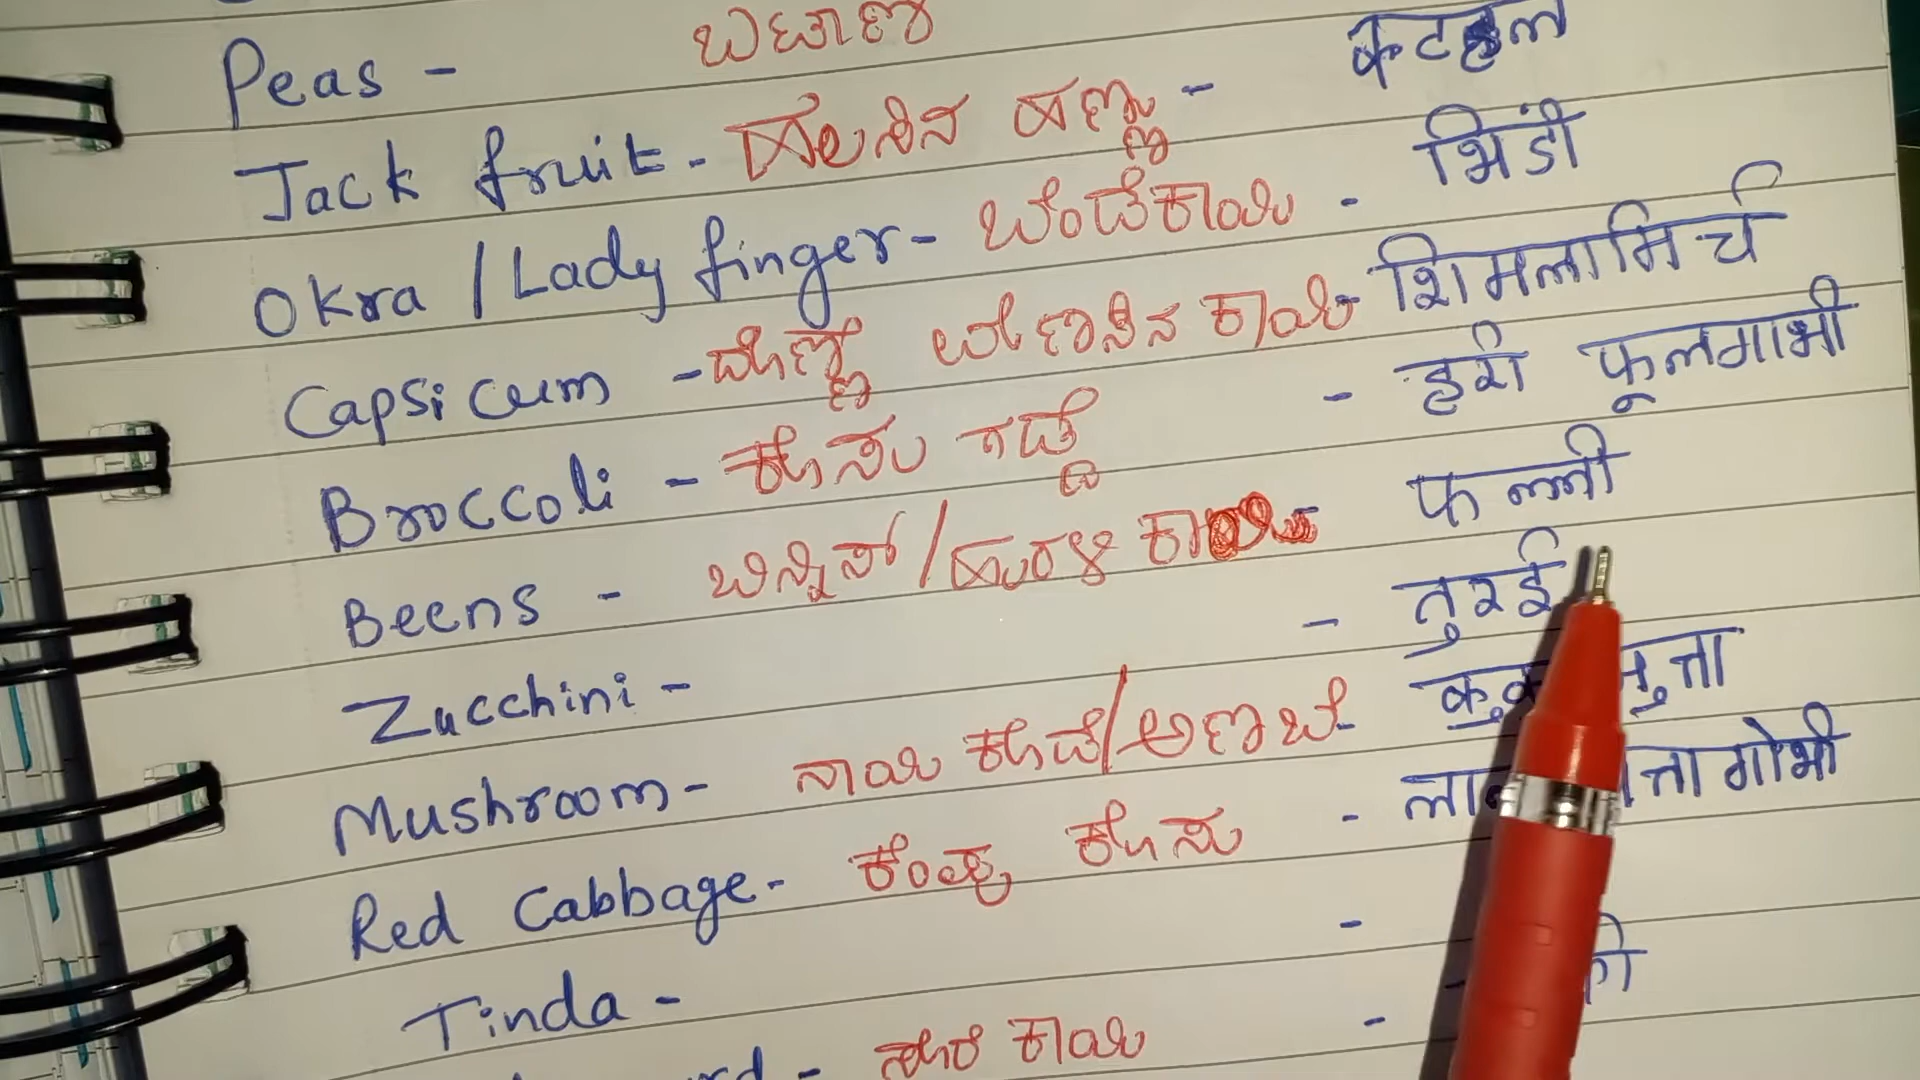 Peas - ಬಟಾಣಿ
Jack fruit - ಹಲಸಿನ ಹಣ್ಣು - कटहल
Okra / Lady finger - ಬೆಂಡೆಕಾಯಿ - भिंडी
Capsicum - ದೊಣ್ಣೆ ಮೆಣಸಿನ ಕಾಯಿ - शिमलामिर्च
Broccoli - ಕೋಸು ಗಡ್ಡೆ - हरी फूलगाभी
Beens - ಬಿನ್ನಿಸ್ / ಹುರಳಿ ಕಾಯಿ - फल्ली
Zucchini - - तुरई
Mushroom - ನಾಯಿ ಕೊಡೆ / ಅಣಬೆ -
Red Cabbage - ಕೆಂಪು ಕೋಸು -
Tinda - -
ಸೋರೆ ಕಾಯಿ -